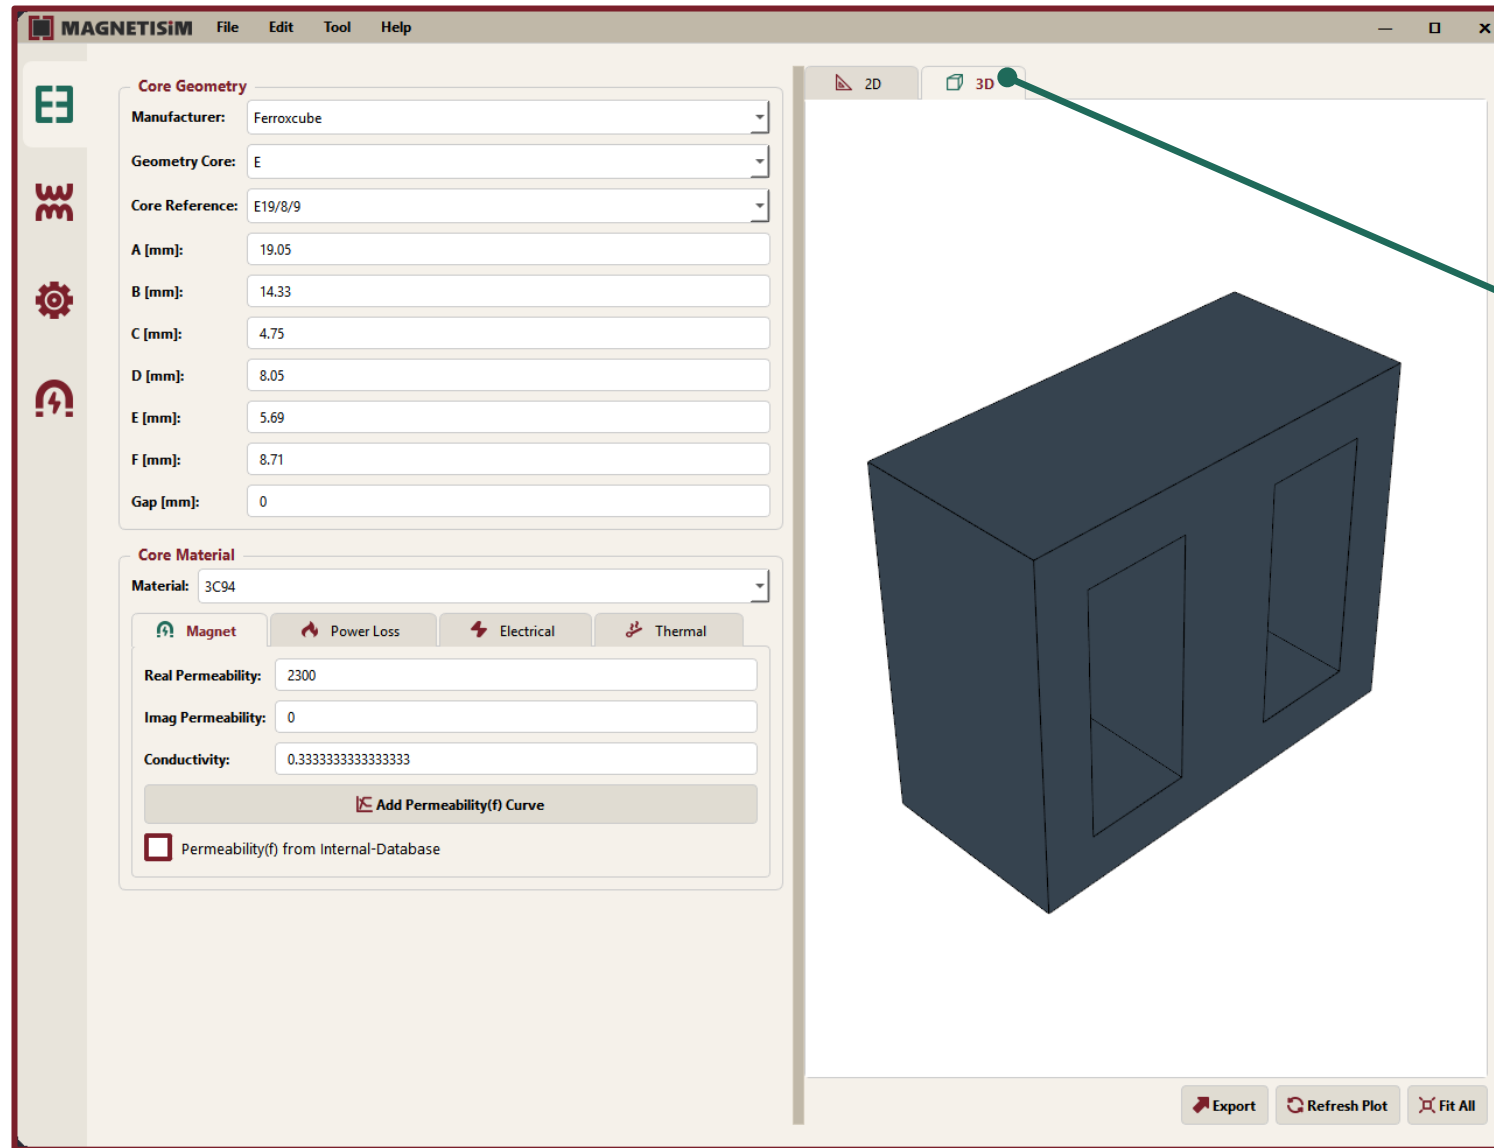 MAGNETISiM File Edit Tool Help
2D 3D
Core Geometry
Manufacturer: Ferroxcube
Geometry Core: E
Core Reference: E19/8/9
A [mm]: 19.05
B [mm]: 14.33
C [mm]: 4.75
D [mm]: 8.05
E [mm]: 5.69
F [mm]: 8.71
Gap [mm]: 0
Core Material
Material: 3C94
Magnet Power Loss Electrical Thermal
Real Permeability: 2300
Imag Permeability: 0
Conductivity: 0.3333333333333333
Add Permeability(f) Curve
Permeability(f) from Internal-Database
Export Refresh Plot Fit All